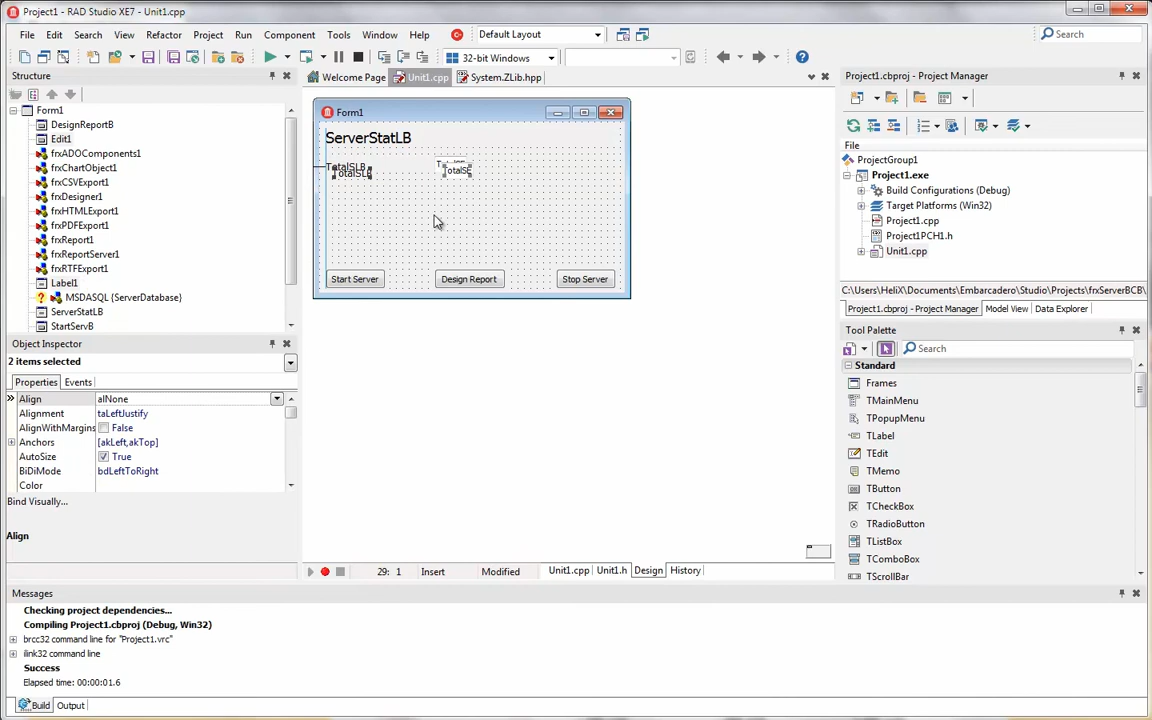 Project1 - RAD Studio XE7 - Unit1.cpp
File Edit Search View Refactor Project Run Component Tools Window Help
Default Layout
Search
32-bit Windows
Structure
Form1
DesignReportB
Edit1
frxADOComponents1
frxChartObject1
frxCSVExport1
frxDesigner1
frxHTMLExport1
frxPDFExport1
frxReport1
frxReportServer1
frxRTFExport1
Label1
MSDASQL {ServerDatabase}
ServerStatLB
StartServB
Object Inspector
2 items selected
Properties Events
Align alNone
Alignment taLeftJustify
AlignWithMargins False
Anchors [akLeft,akTop]
AutoSize True
BiDiMode bdLeftToRight
Color
Bind Visually...
Align
Welcome Page Unit1.cpp System.ZLib.hpp
Form1
ServerStatLB
TotalSLB
TotalSLB
TotalSE
Start Server Design Report Stop Server
29: 1 Insert Modified Unit1.cpp Unit1.h Design History
Project1.cbproj - Project Manager
File
ProjectGroup1
Project1.exe
Build Configurations (Debug)
Target Platforms (Win32)
Project1.cpp
Project1PCH1.h
Unit1.cpp
C:\Users\HeliX\Documents\Embarcadero\Studio\Projects\frxServerBCB\
Project1.cbproj - Project Manager Model View Data Explorer
Tool Palette
Search
Standard
Frames
TMainMenu
TPopupMenu
TLabel
TEdit
TMemo
TButton
TCheckBox
TRadioButton
TListBox
TComboBox
TScrollBar
Messages
Checking project dependencies...
Compiling Project1.cbproj (Debug, Win32)
brcc32 command line for "Project1.vrc"
ilink32 command line
Success
Elapsed time: 00:00:01.6
Build Output